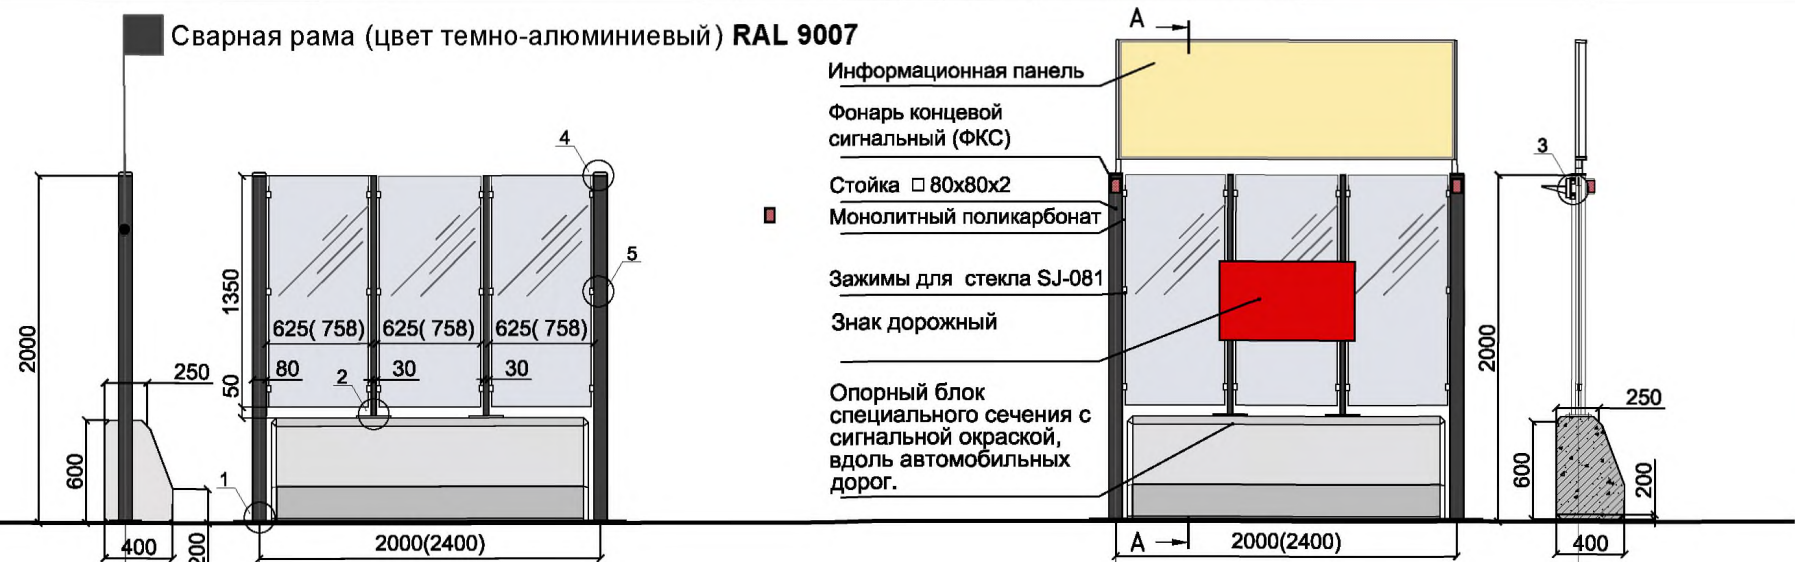 Сварная рама (цвет темно-алюминиевый) RAL 9007
2000
250
600
400
200
1350
50
625( 758)
625( 758)
625( 758)
80
30
30
1
2
4
5
2000(2400)
Информационная панель
Фонарь концевой
сигнальный (ФКС)
Стойка □ 80х80х2
Монолитный поликарбонат
Зажимы для стекла SJ-081
Знак дорожный
Опорный блок
специального сечения с
сигнальной окраской,
вдоль автомобильных
дорог.
А
А
2000(2400)
3
2000
250
600
200
400